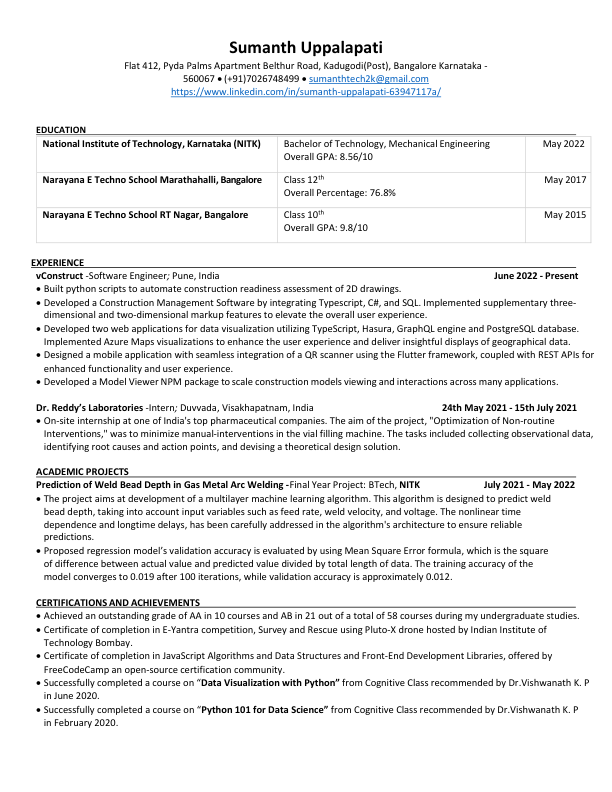 Sumanth Uppalapati
Flat 412, Pyda Palms Apartment Belthur Road, Kadugodi(Post), Bangalore Karnataka -
560067 • (+91)7026748499 • sumanthtech2k@gmail.com
https://www.linkedin.com/in/sumanth-uppalapati-63947117a/
EDUCATION
National Institute of Technology, Karnataka (NITK) Bachelor of Technology, Mechanical Engineering May 2022
Overall GPA: 8.56/10
Narayana E Techno School Marathahalli, Bangalore Class 12th May 2017
Overall Percentage: 76.8%
Narayana E Techno School RT Nagar, Bangalore Class 10th May 2015
Overall GPA: 9.8/10
EXPERIENCE
vConstruct -Software Engineer; Pune, India June 2022 - Present
• Built python scripts to automate construction readiness assessment of 2D drawings.
• Developed a Construction Management Software by integrating Typescript, C#, and SQL. Implemented supplementary three-
dimensional and two-dimensional markup features to elevate the overall user experience.
• Developed two web applications for data visualization utilizing TypeScript, Hasura, GraphQL engine and PostgreSQL database.
Implemented Azure Maps visualizations to enhance the user experience and deliver insightful displays of geographical data.
• Designed a mobile application with seamless integration of a QR scanner using the Flutter framework, coupled with REST APIs for
enhanced functionality and user experience.
• Developed a Model Viewer NPM package to scale construction models viewing and interactions across many applications.
Dr. Reddy's Laboratories -Intern; Duvvada, Visakhapatnam, India 24th May 2021 - 15th July 2021
• On-site internship at one of India's top pharmaceutical companies. The aim of the project, "Optimization of Non-routine
Interventions," was to minimize manual-interventions in the vial filling machine. The tasks included collecting observational data,
identifying root causes and action points, and devising a theoretical design solution.
ACADEMIC PROJECTS
Prediction of Weld Bead Depth in Gas Metal Arc Welding -Final Year Project: BTech, NITK July 2021 - May 2022
• The project aims at development of a multilayer machine learning algorithm. This algorithm is designed to predict weld
bead depth, taking into account input variables such as feed rate, weld velocity, and voltage. The nonlinear time
dependence and longtime delays, has been carefully addressed in the algorithm's architecture to ensure reliable
predictions.
• Proposed regression model's validation accuracy is evaluated by using Mean Square Error formula, which is the square
of difference between actual value and predicted value divided by total length of data. The training accuracy of the
model converges to 0.019 after 100 iterations, while validation accuracy is approximately 0.012.
CERTIFICATIONS AND ACHIEVEMENTS
• Achieved an outstanding grade of AA in 10 courses and AB in 21 out of a total of 58 courses during my undergraduate studies.
• Certificate of completion in E-Yantra competition, Survey and Rescue using Pluto-X drone hosted by Indian Institute of
Technology Bombay.
• Certificate of completion in JavaScript Algorithms and Data Structures and Front-End Development Libraries, offered by
FreeCodeCamp an open-source certification community.
• Successfully completed a course on “Data Visualization with Python” from Cognitive Class recommended by Dr.Vishwanath K. P
in June 2020.
• Successfully completed a course on “Python 101 for Data Science” from Cognitive Class recommended by Dr.Vishwanath K. P
in February 2020.